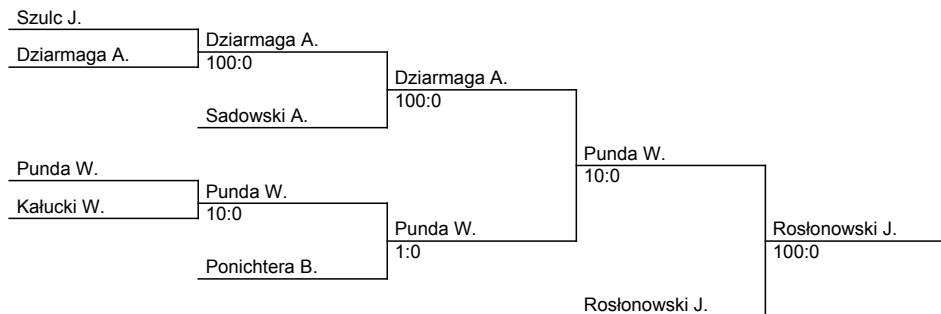 Szulc J.
Dziarmaga A.
Dziarmaga A.
100:0
Dziarmaga A.
100:0
Sadowski A.
Punda W.
Punda W.
10:0
Kałucki W.
Punda W.
10:0
Punda W.
1:0
Rosłonowski J.
100:0
Ponichtera B.
Rosłonowski J.